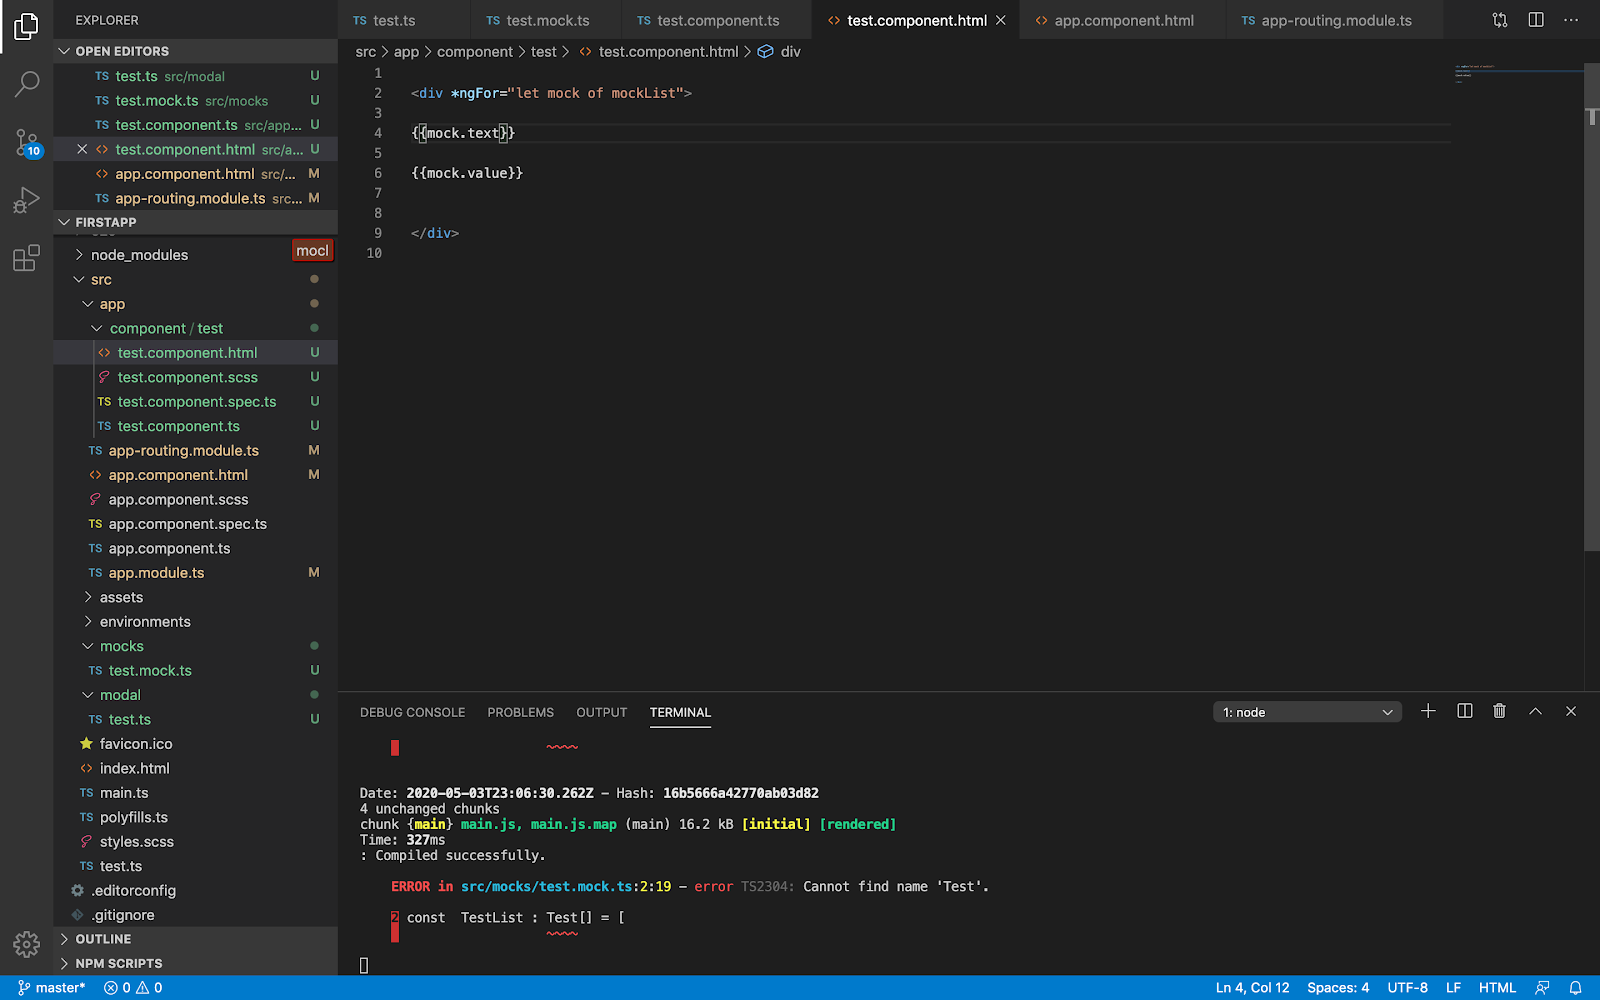 EXPLORER
OPEN EDITORS
TS test.ts src/modal U
TS test.mock.ts src/mocks U
TS test.component.ts src/app... U
<> test.component.html src/a... U
<> app.component.html src/... M
TS app-routing.module.ts src... M
10
FIRSTAPP
node_modules
mocl
src
app
component / test
<> test.component.html U
test.component.scss U
TS test.component.spec.ts U
TS test.component.ts U
TS app-routing.module.ts M
<> app.component.html M
app.component.scss
TS app.component.spec.ts
TS app.component.ts
TS app.module.ts M
assets
environments
mocks
TS test.mock.ts U
modal
TS test.ts U
favicon.ico
<> index.html
TS main.ts
TS polyfills.ts
styles.scss
TS test.ts
.editorconfig
.gitignore
OUTLINE
NPM SCRIPTS
TS test.ts TS test.mock.ts TS test.component.ts <> test.component.html <> app.component.html TS app-routing.module.ts
src > app > component > test > <> test.component.html > div
1
2 <div *ngFor="let mock of mockList">
3
4 {{mock.text}}
5
6 {{mock.value}}
7
8
9 </div>
10
DEBUG CONSOLE PROBLEMS OUTPUT TERMINAL 1: node
~~~~
Date: 2020-05-03T23:06:30.262Z - Hash: 16b5666a42770ab03d82
4 unchanged chunks
chunk {main} main.js, main.js.map (main) 16.2 kB [initial] [rendered]
Time: 327ms
: Compiled successfully.
ERROR in src/mocks/test.mock.ts:2:19 - error TS2304: Cannot find name 'Test'.
2 const  TestList : Test[] = [
~~~~
master* 0 0 Ln 4, Col 12 Spaces: 4 UTF-8 LF HTML